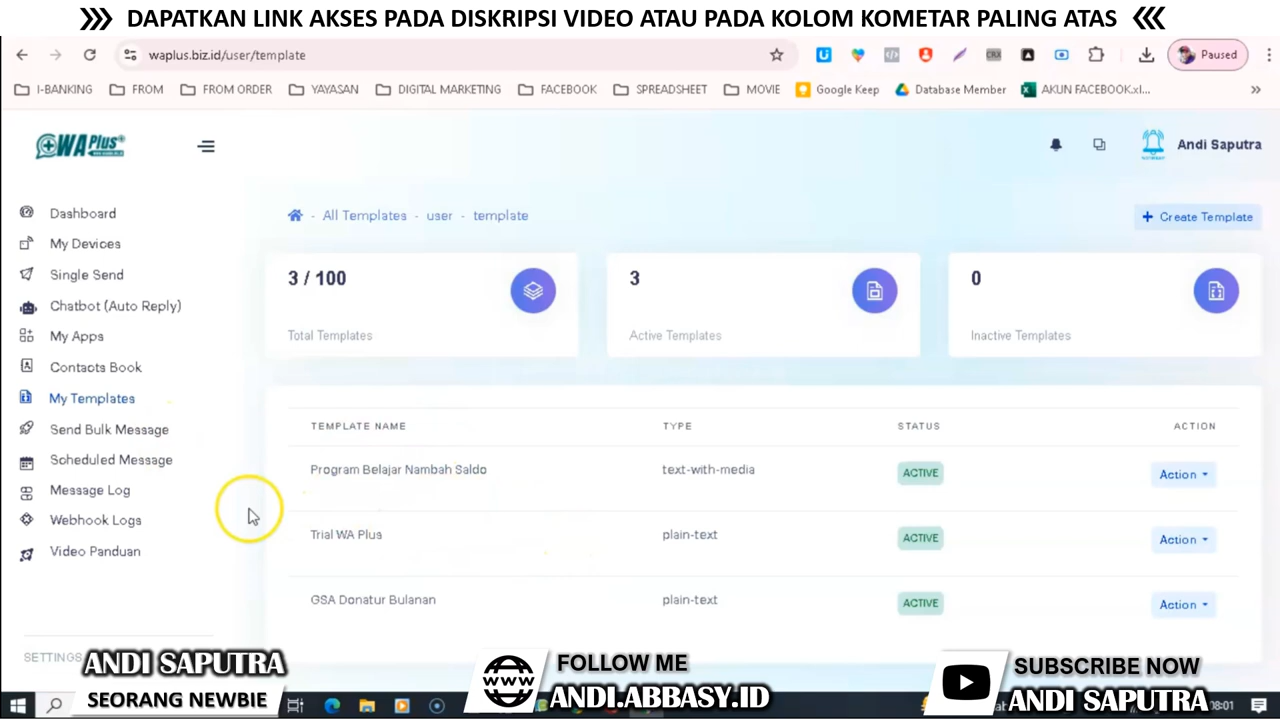 DAPATKAN LINK AKSES PADA DISKRIPSI VIDEO ATAU PADA KOLOM KOMETAR PALING ATAS
waplus.biz.id/user/template
Paused
I-BANKING FROM FROM ORDER YAYASAN DIGITAL MARKETING FACEBOOK SPREADSHEET MOVIE Google Keep Database Member AKUN FACEBOOK.xl...
WA Plus+
Andi Saputra
Dashboard
My Devices
Single Send
Chatbot (Auto Reply)
My Apps
Contacts Book
My Templates
Send Bulk Message
Scheduled Message
Message Log
Webhook Logs
Video Panduan
SETTINGS
All Templates - user - template
+ Create Template
3 / 100
Total Templates
3
Active Templates
0
Inactive Templates
TEMPLATE NAME TYPE STATUS ACTION
Program Belajar Nambah Saldo text-with-media ACTIVE Action
Trial WA Plus plain-text ACTIVE Action
GSA Donatur Bulanan plain-text ACTIVE Action
ANDI SAPUTRA
SEORANG NEWBIE
WWW
FOLLOW ME
ANDI.ABBASY.ID
SUBSCRIBE NOW
ANDI SAPUTRA
08:01